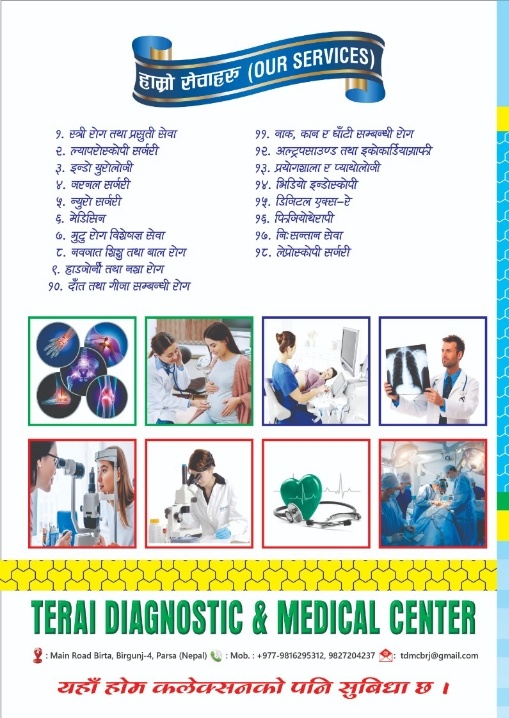 हाम्रो सेवाहरु (OUR SERVICES)
१. स्त्री रोग तथा प्रसुती सेवा
२. ल्यापरोस्कोपी सर्जरी
३. इन्डो युरोलोजी
४. जनरल सर्जरी
५. न्युरो सर्जरी
६. मेडिसिन
७. मुटु रोग विशेषज्ञ सेवा
८. नवजात शिशु तथा बाल रोग
९. हाडजोर्नी तथा नशा रोग
१०. दाँत तथा गीजा सम्बन्धी रोग
११. नाक, कान र घाँटी सम्बन्धी रोग
१२. अल्ट्रासाउण्ड तथा इकोकार्डियोग्राफी
१३. प्रयोगशाला र प्याथोलोजी
१४. भिडियो इन्डोस्कोपी
१५. डिजिटल एक्स-रे
१६. फिजियोथेरापी
१७. निःसन्तान सेवा
१८. लेप्रोस्कोपी सर्जरी
TERAI DIAGNOSTIC & MEDICAL CENTER
: Main Road Birta, Birgunj-4, Parsa (Nepal) : Mob. : +977-9816295312, 9827204237 : tdmcbrj@gmail.com
यहाँ होम कलेक्सनको पनि सुबिधा छ ।